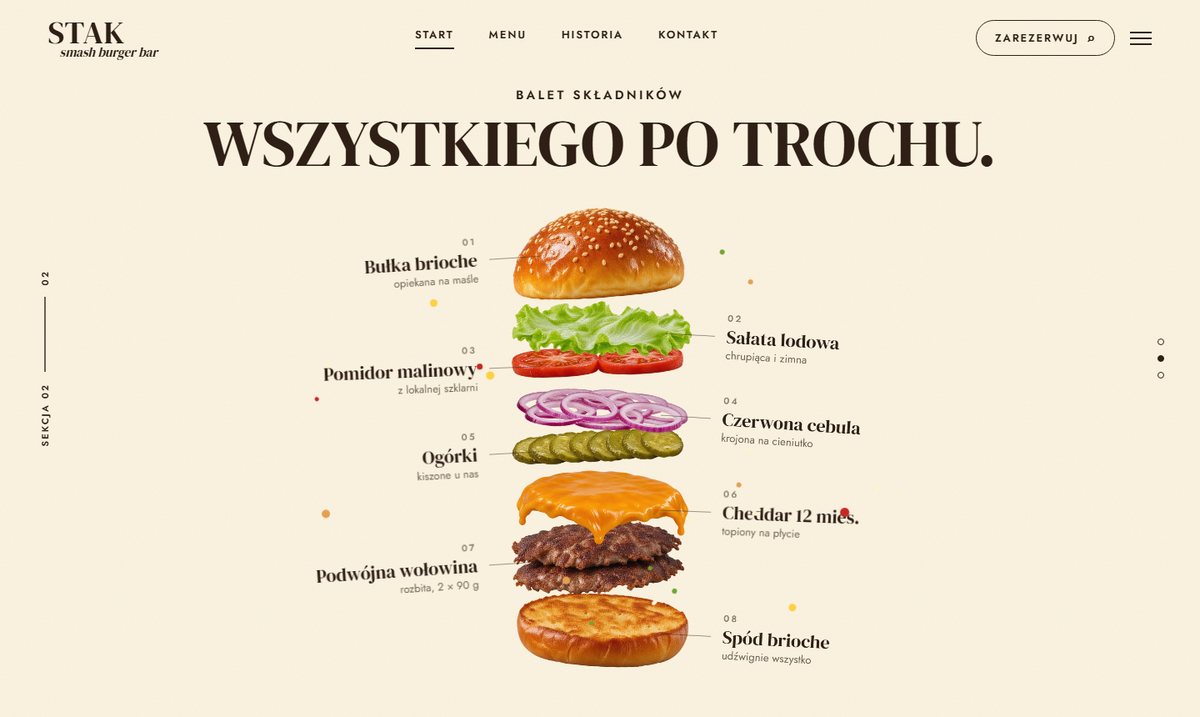 STAK
smash burger bar
START
MENU
HISTORIA
KONTAKT
ZAREZERWUJ
BALET SKŁADNIKÓW
WSZYSTKIEGO PO TROCHU.
02
SEKCJA 02
01
Bułka brioche
opiekana na maśle
02
Sałata lodowa
chrupiąca i zimna
03
Pomidor malinowy
z lokalnej szklarni
04
Czerwona cebula
krojona na cieniutko
05
Ogórki
kiszone u nas
06
Cheddar 12 mies.
topiony na płycie
07
Podwójna wołowina
rozbita, 2 × 90 g
08
Spód brioche
udźwignie wszystko